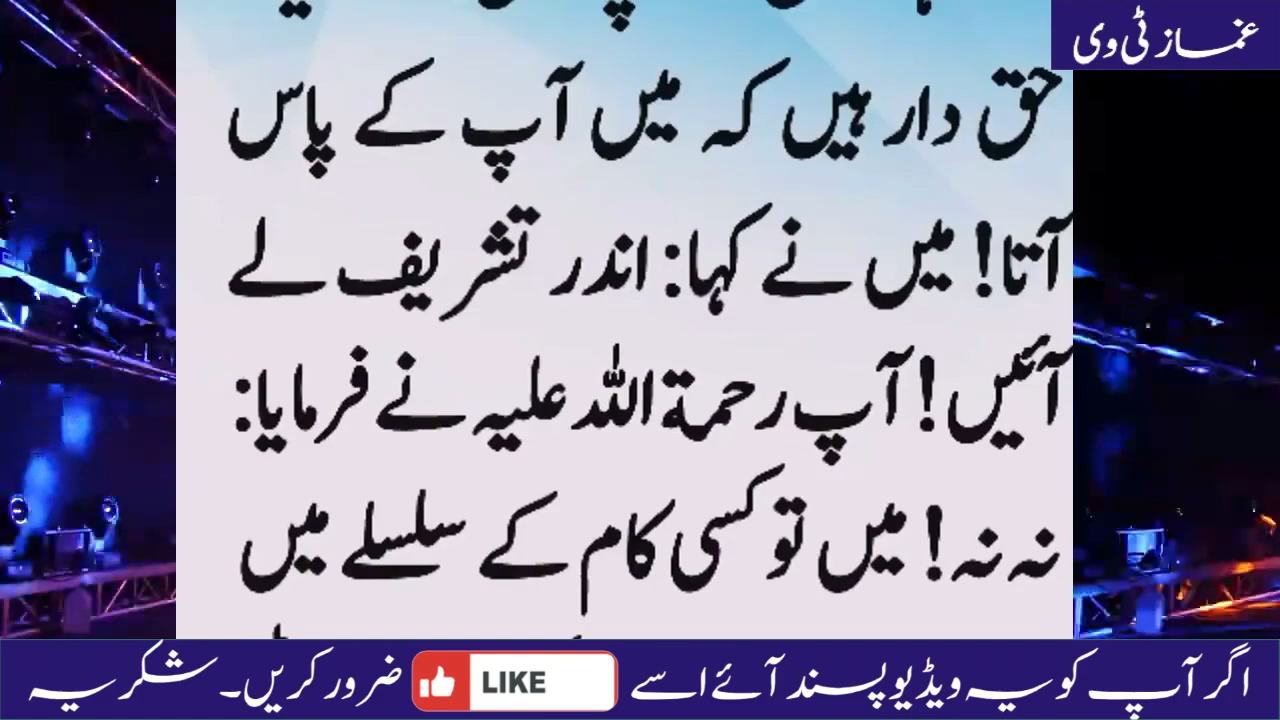 غماز ٹی وی
حق دار ہیں کہ میں آپ کے پاس
آتا! میں نے کہا: اندر تشریف لے
آئیں! آپ رحمۃ اللہ علیہ نے فرمایا:
نہ نہ! میں تو کسی کام کے سلسلے میں
اگر آپ کو یہ ویڈیو پسند آئے اسے LIKE ضرور کریں۔ شکریہ